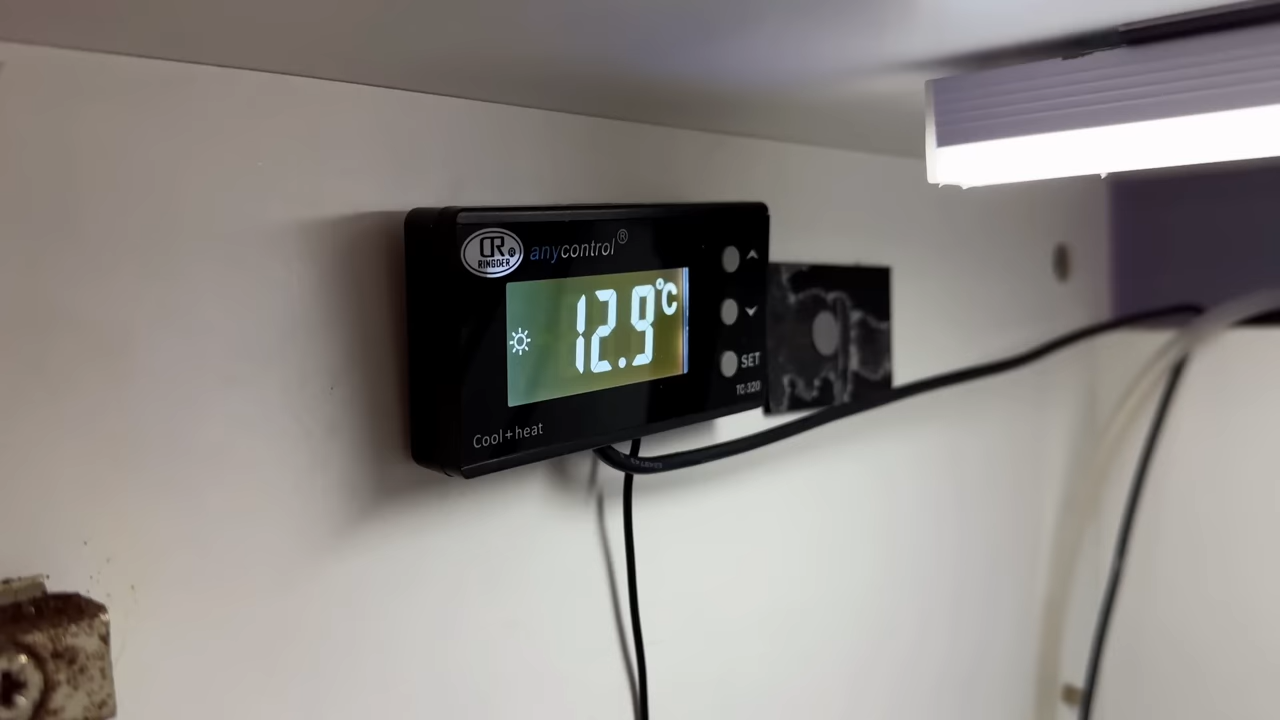 RINGDER®
anycontrol®
12.9°C
SET
TC-320
Cool+heat